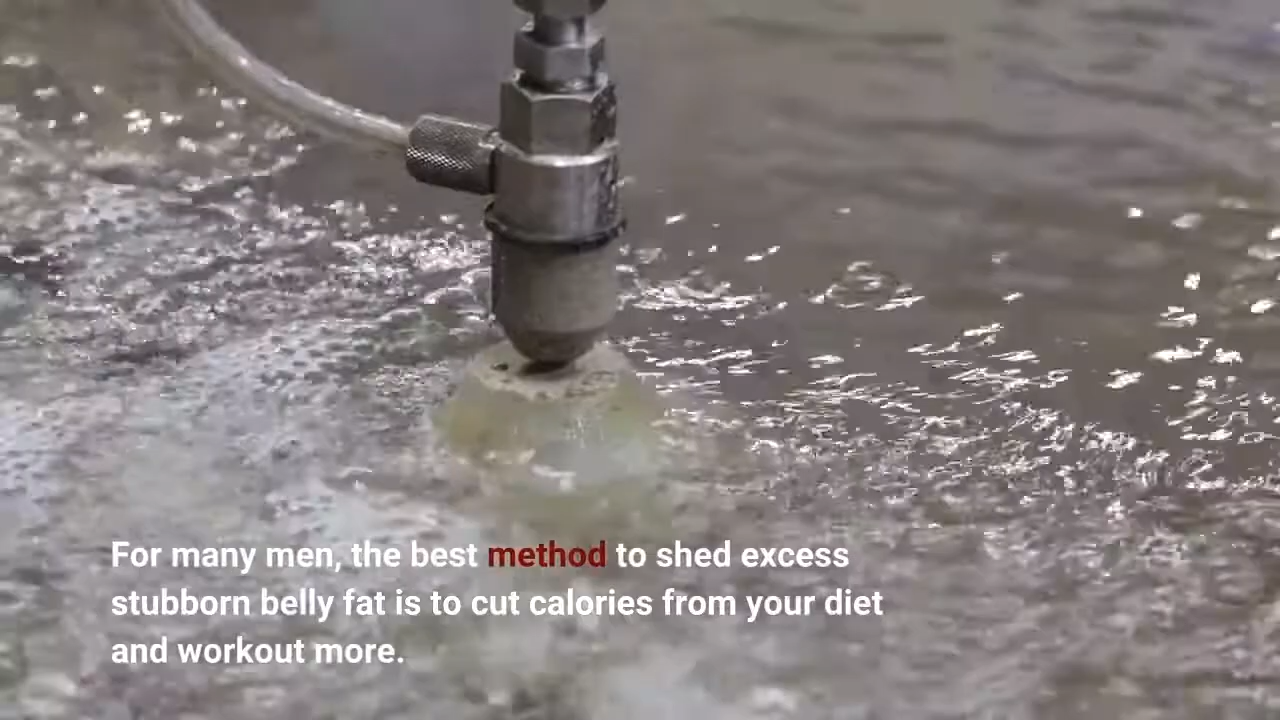 For many men, the best method to shed excess
stubborn belly fat is to cut calories from your diet
and workout more.